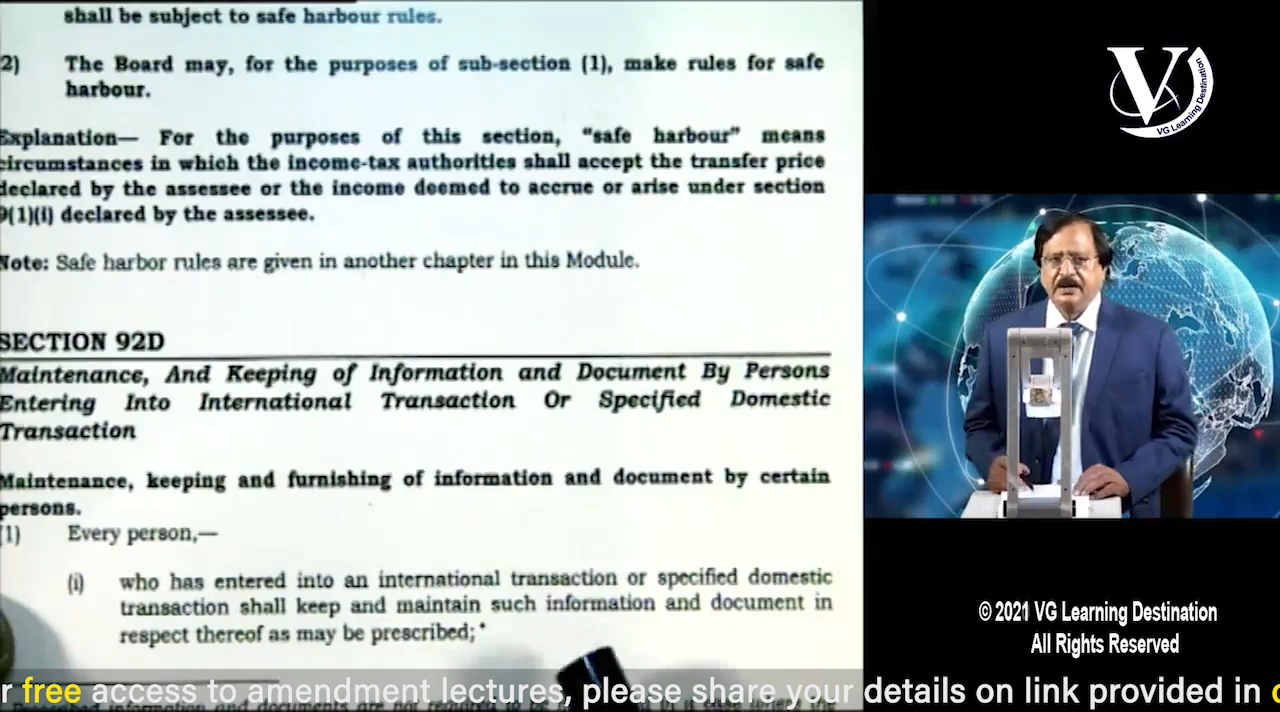 shall be subject to safe harbour rules.
2) The Board may, for the purposes of sub-section (1), make rules for safe
harbour.
Explanation— For the purposes of this section, “safe harbour” means
circumstances in which the income-tax authorities shall accept the transfer price
declared by the assessee or the income deemed to accrue or arise under section
9(1)(i) declared by the assessee.
Note: Safe harbor rules are given in another chapter in this Module.
SECTION 92D
Maintenance, And Keeping of Information and Document By Persons
Entering Into International Transaction Or Specified Domestic
Transaction
Maintenance, keeping and furnishing of information and document by certain
persons.
(1) Every person,—
(i) who has entered into an international transaction or specified domestic
transaction shall keep and maintain such information and document in
respect thereof as may be prescribed;*
r free access to amendment lectures, please share your details on link provided in
V
VG Learning Destination
© 2021 VG Learning Destination
All Rights Reserved